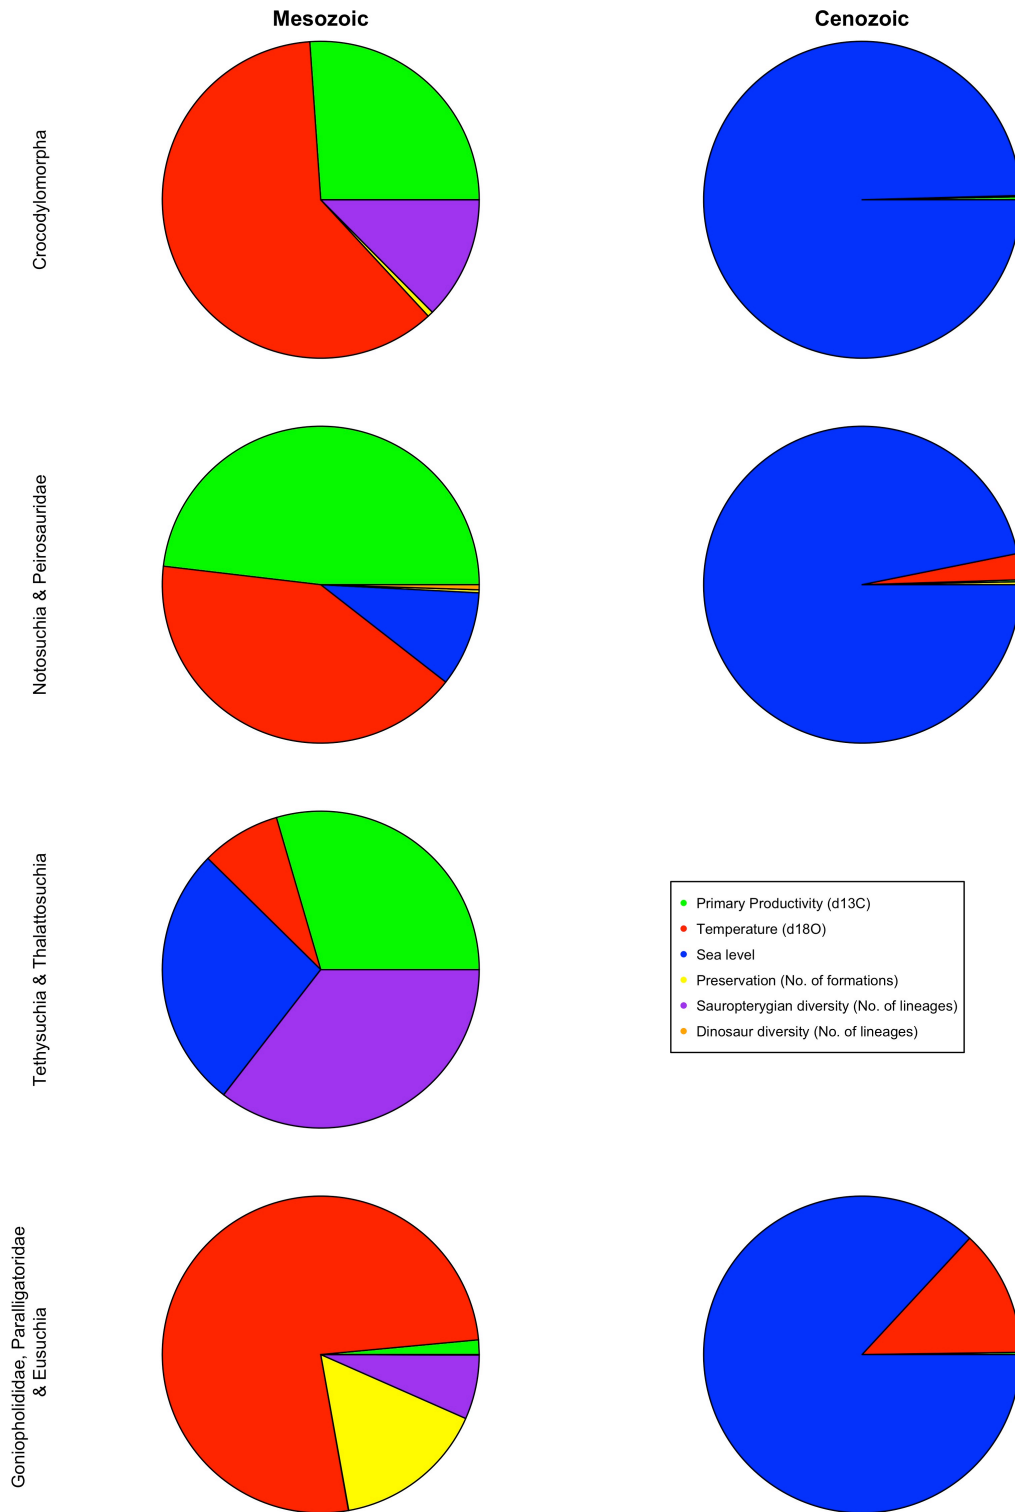 Mesozoic
Cenozoic
Crocodylomorpha
Notosuchia & Peirosauridae
Tethysuchia & Thalattosuchia
Primary Productivity (d13C)
Temperature (d18O)
Sea level
Preservation (No. of formations)
Sauropterygian diversity (No. of lineages)
Dinosaur diversity (No. of lineages)
Goniopholididae, Paralligatoridae
& Eusuchia